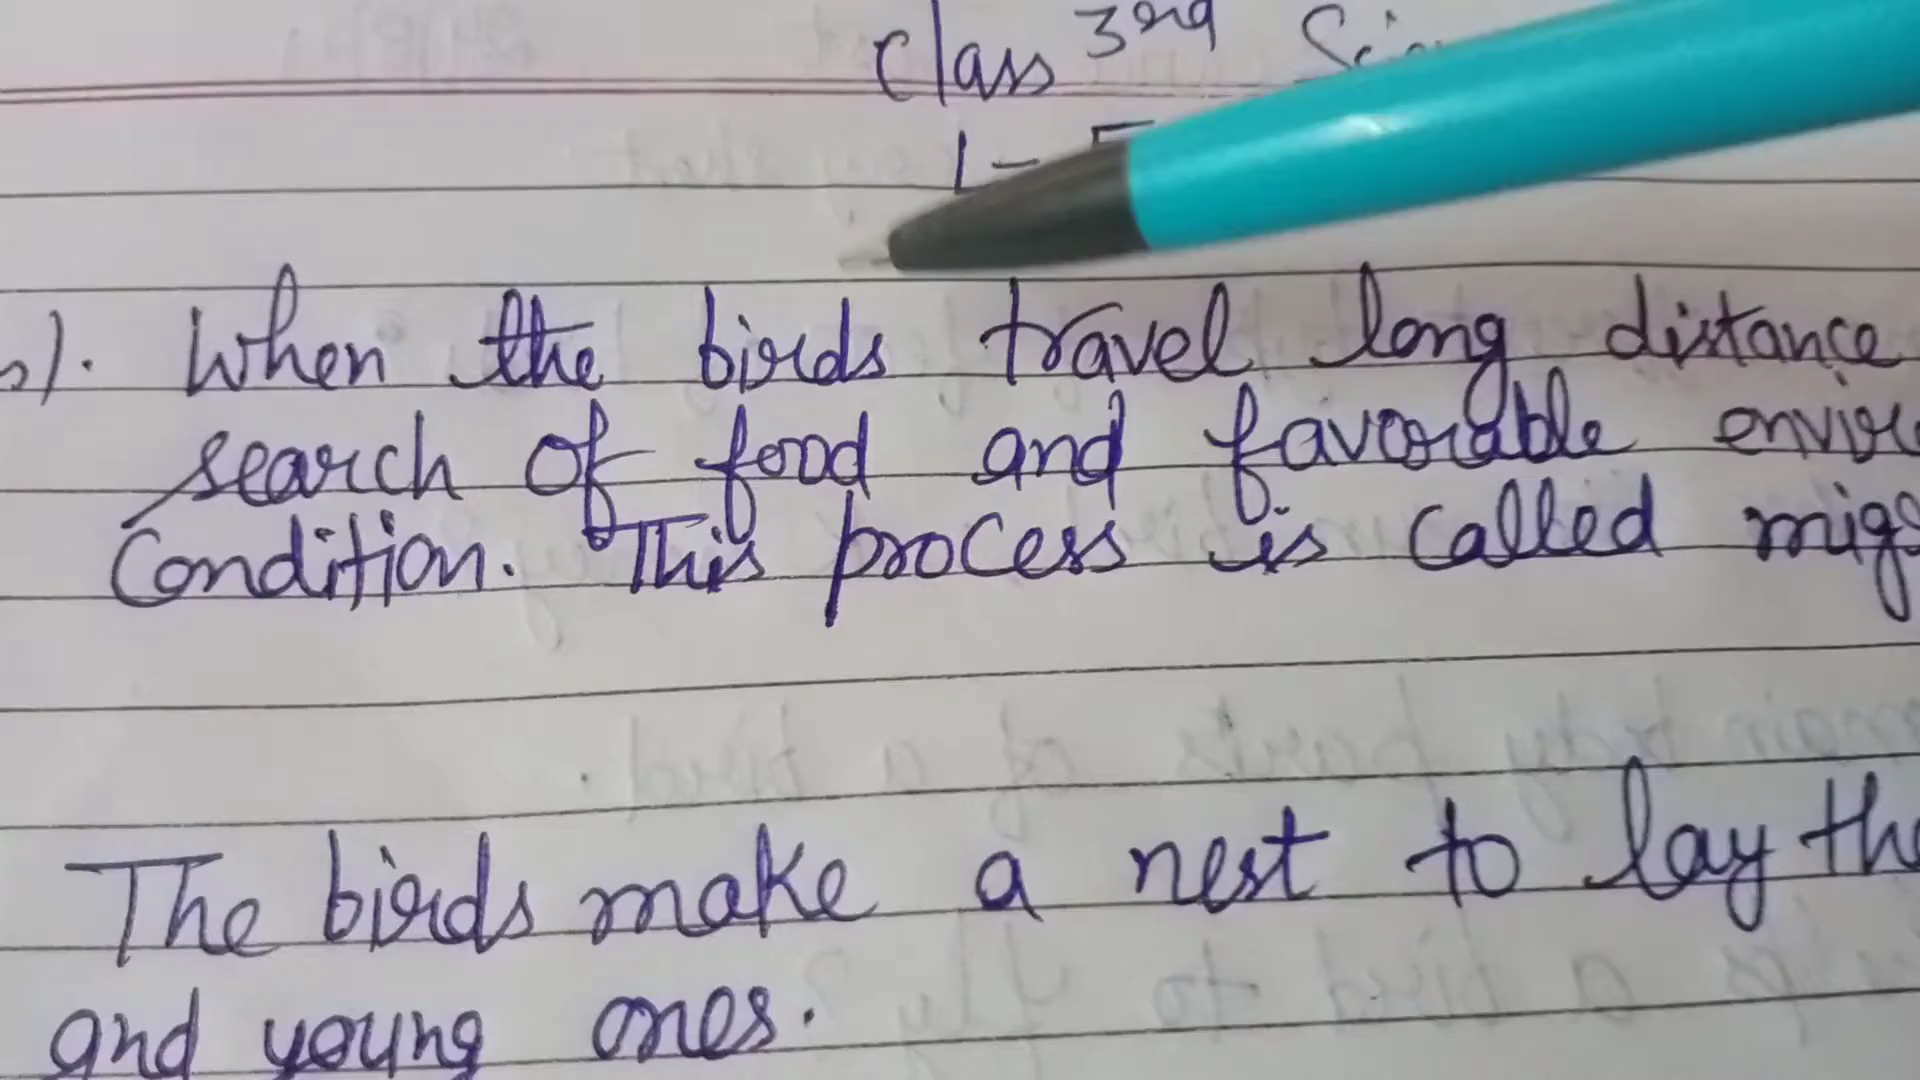 Class 3rd
L-
When the birds travel long distance
search of food and favorable
Condition. This process is called
The birds make a nest to lay
and young ones.